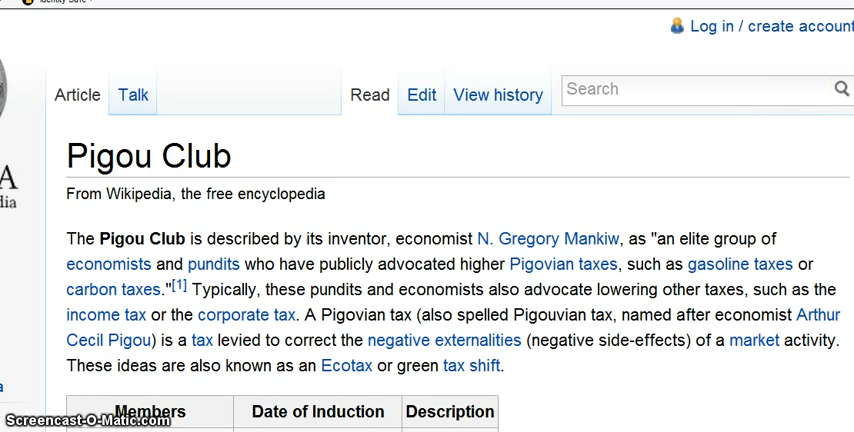 Log in / create account
Article Talk Read Edit View history Search
Pigou Club
From Wikipedia, the free encyclopedia
The Pigou Club is described by its inventor, economist N. Gregory Mankiw, as "an elite group of
economists and pundits who have publicly advocated higher Pigovian taxes, such as gasoline taxes or
carbon taxes."[1] Typically, these pundits and economists also advocate lowering other taxes, such as the
income tax or the corporate tax. A Pigovian tax (also spelled Pigouvian tax, named after economist Arthur
Cecil Pigou) is a tax levied to correct the negative externalities (negative side-effects) of a market activity.
These ideas are also known as an Ecotax or green tax shift.
Members Date of Induction Description
Screencast-O-Matic.com